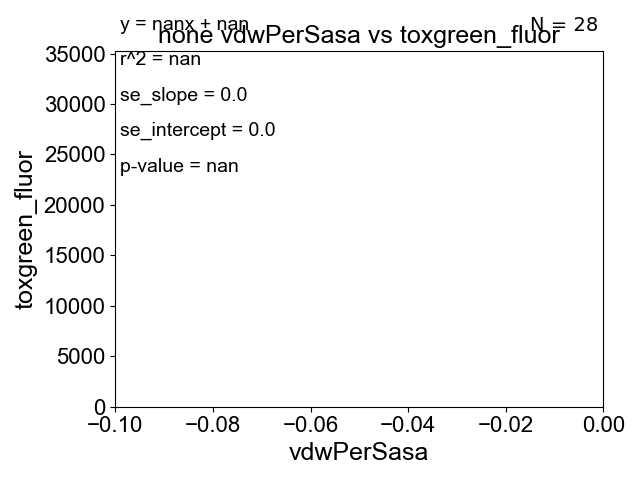 y = nanx + nan
N = 28
none vdwPerSasa vs toxgreen_fluor
r^2 = nan
se_slope = 0.0
se_intercept = 0.0
p-value = nan
toxgreen_fluor
35000
30000
25000
20000
15000
10000
5000
0
−0.10 −0.08 −0.06 −0.04 −0.02 0.00
vdwPerSasa